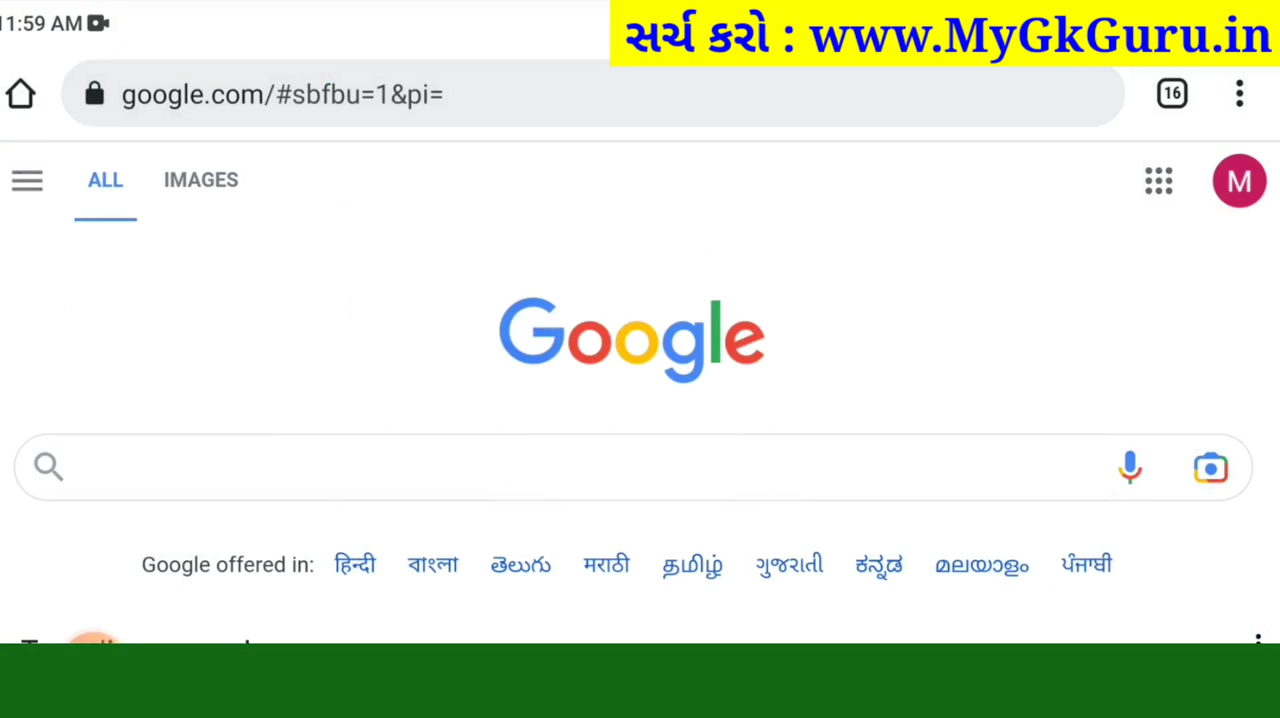 11:59 AM
સર્ચ કરો : www.MyGkGuru.in
google.com/#sbfbu=1&pi=
16
ALL IMAGES
M
Google
Google offered in: हिन्दी বাংলা తెలుగు मराठी தமிழ் ગુજરાતી ಕನ್ನಡ മലയാളം ਪੰਜਾਬੀ